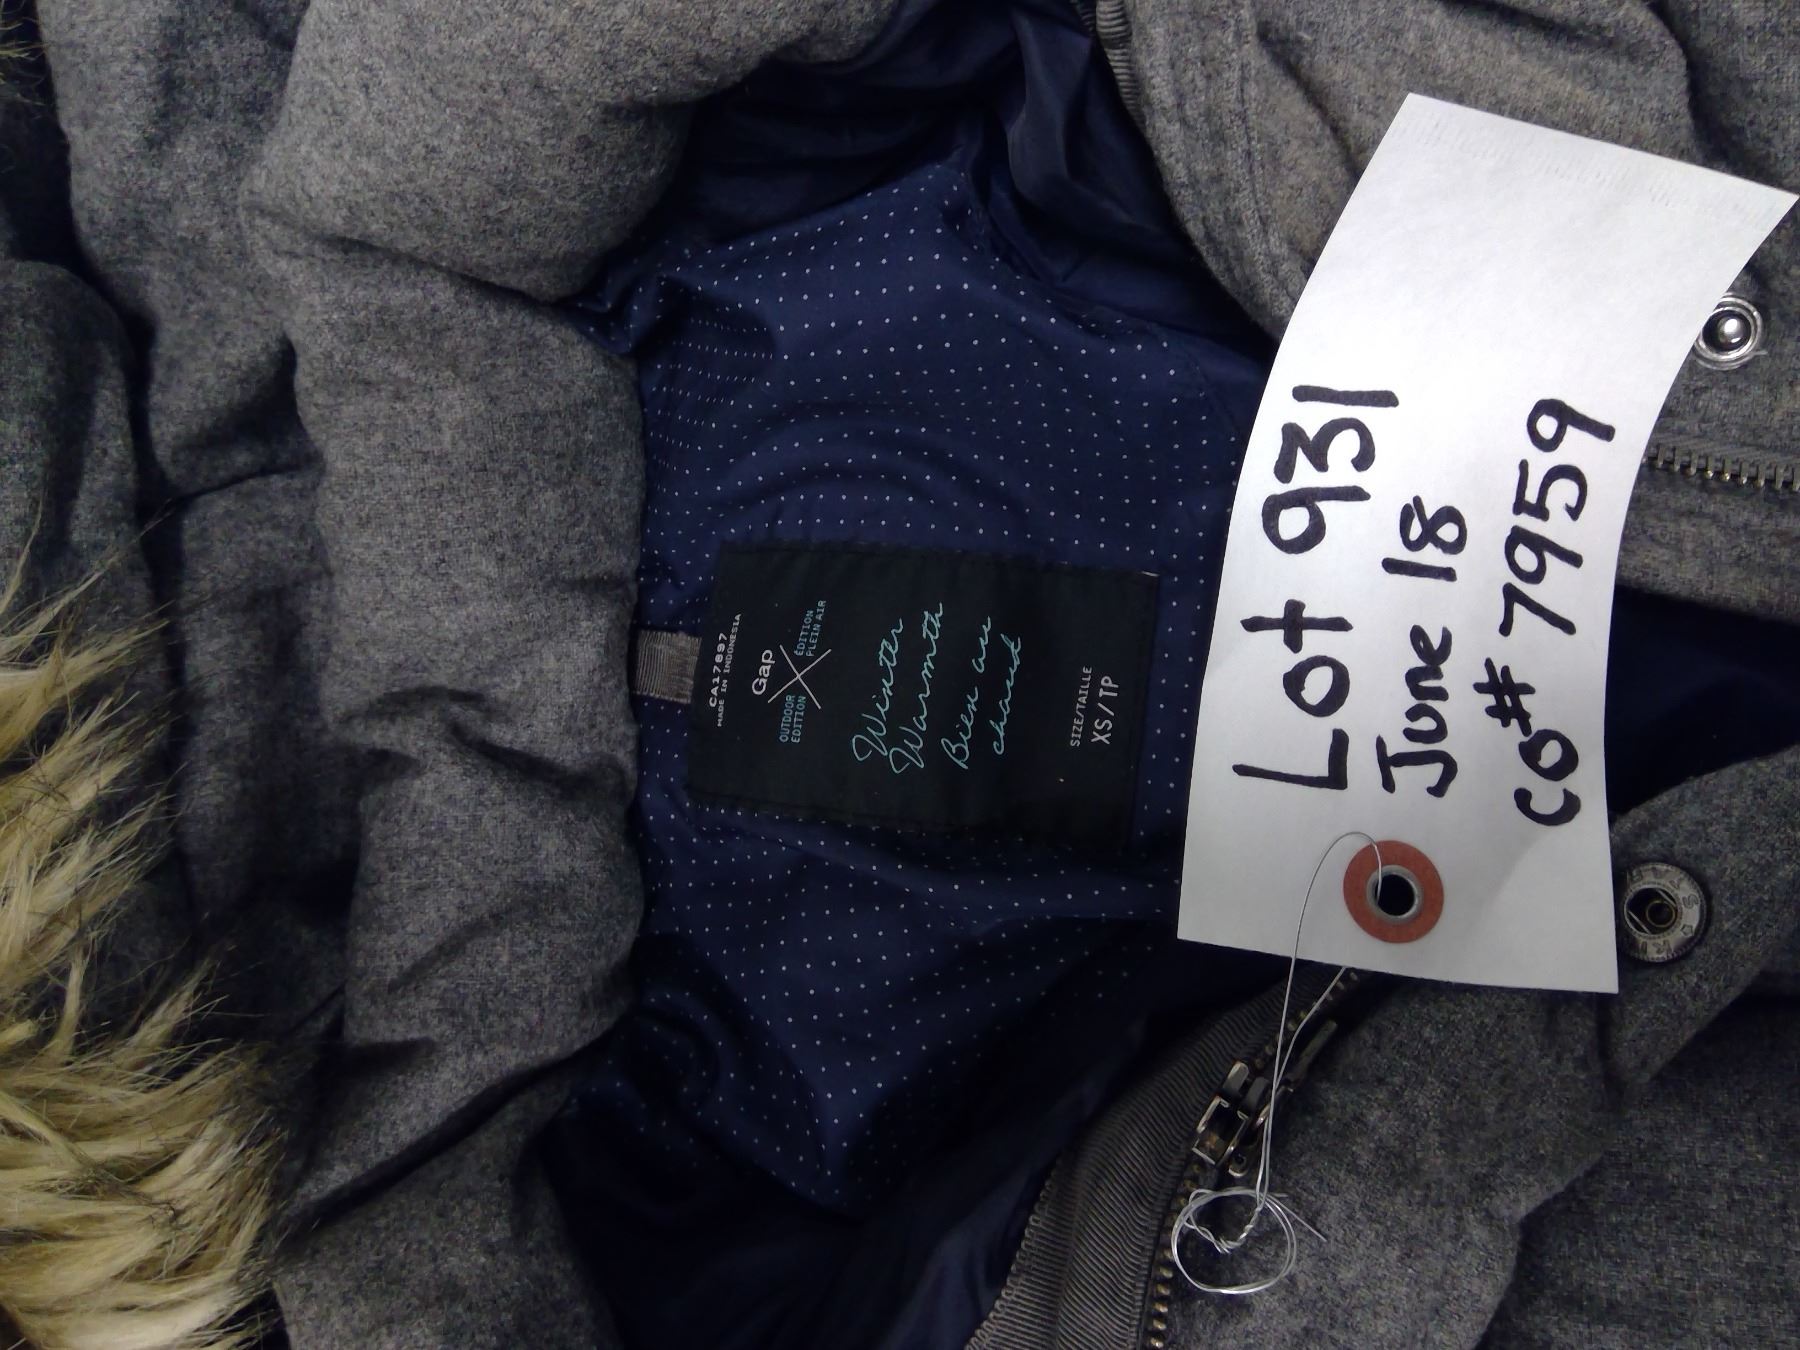 Lot 931
June 18
CO# 7959
CA17897
MADE IN INDONESIA
Gap
OUTDOOR
EDITION
ÉDITION
PLEIN AIR
Winter
Warmth
Bien au
chaud
SIZE/TAILLE
XS/TP